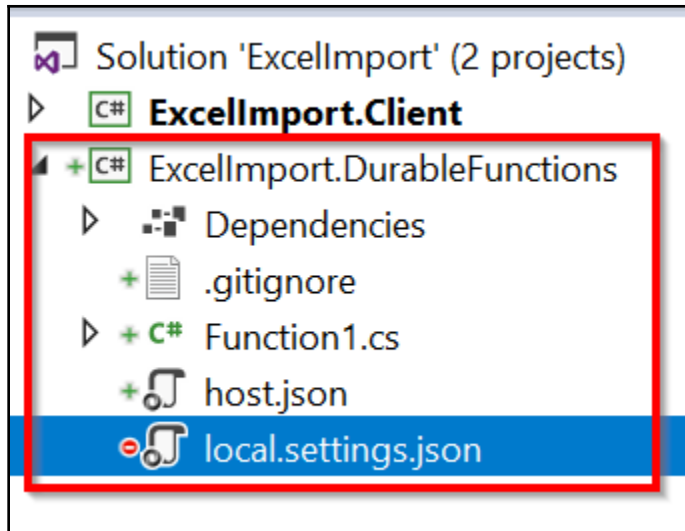 Solution 'ExcelImport' (2 projects)
C# ExcelImport.Client
+ C# ExcelImport.DurableFunctions
Dependencies
+ .gitignore
+ C# Function1.cs
+ host.json
local.settings.json